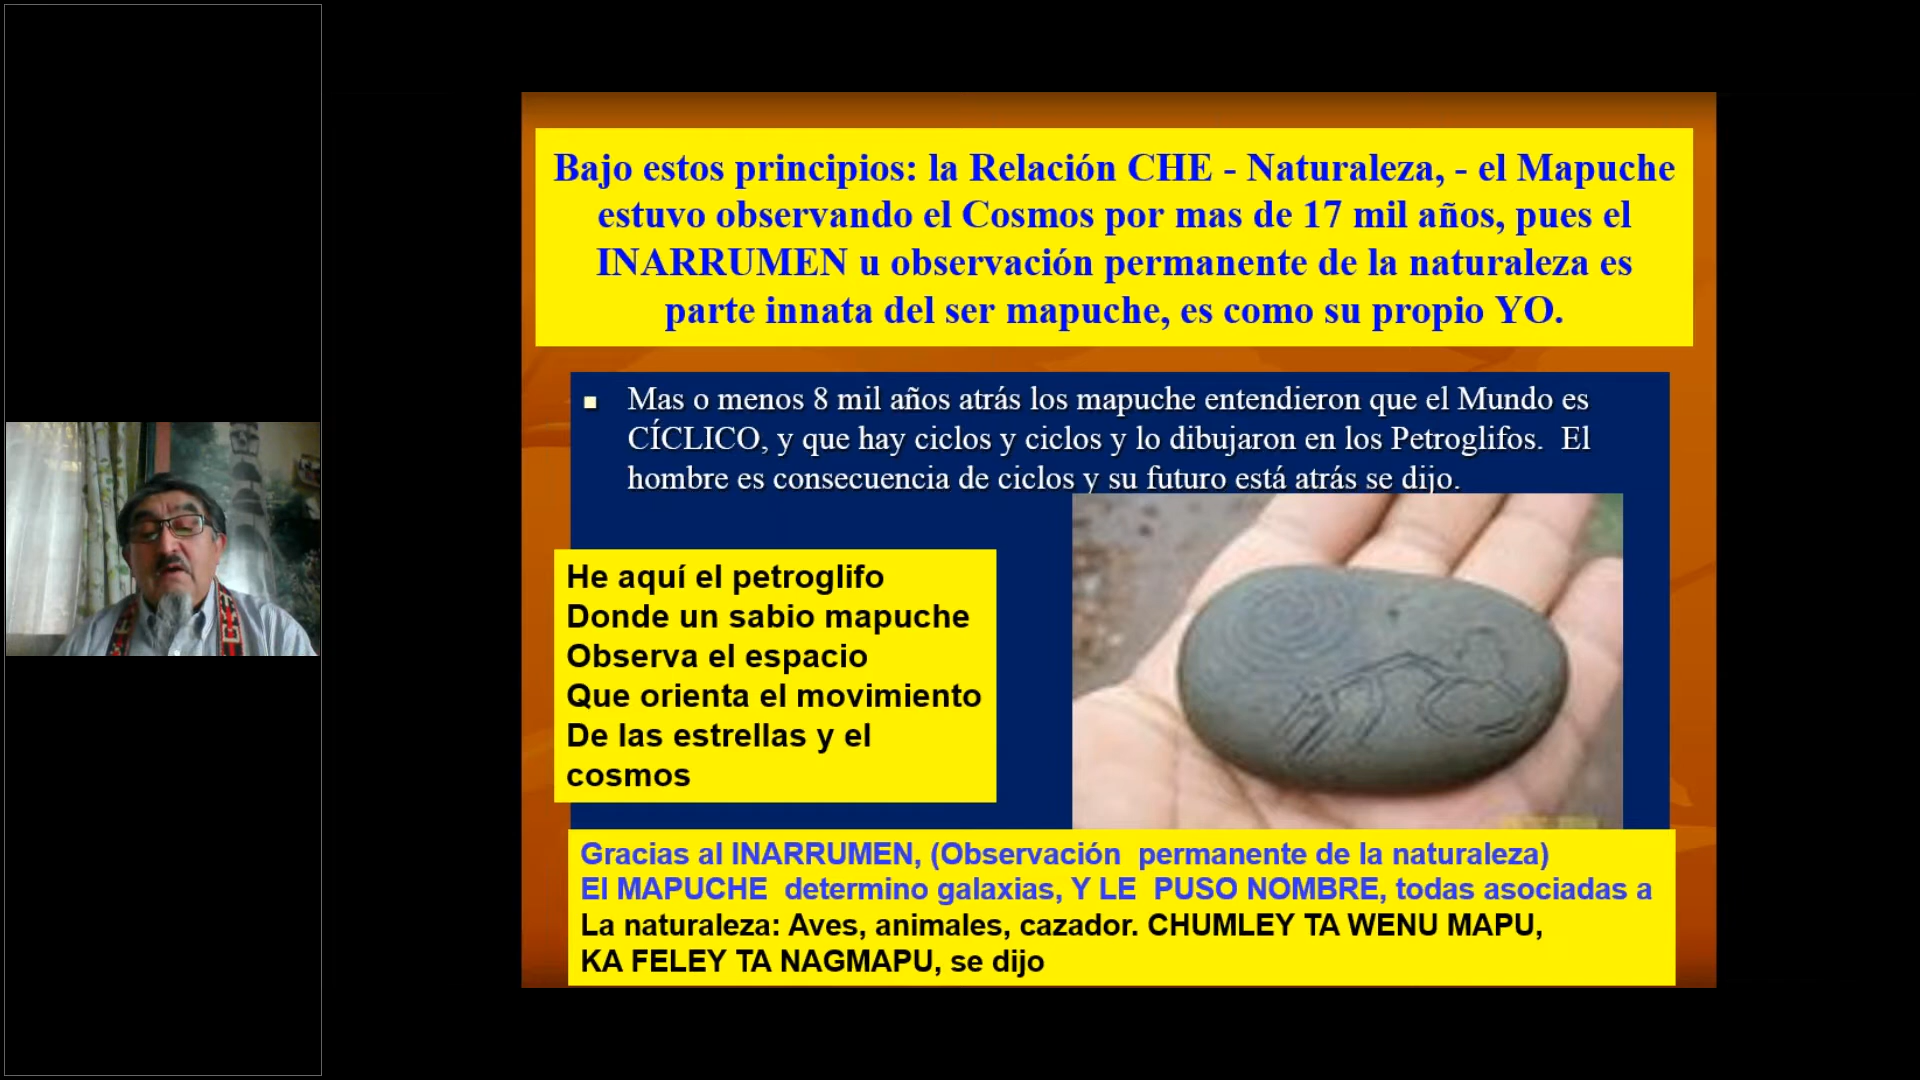 Bajo estos principios: la Relación CHE - Naturaleza, - el Mapuche
estuvo observando el Cosmos por mas de 17 mil años, pues el
INARRUMEN u observación permanente de la naturaleza es
parte innata del ser mapuche, es como su propio YO.
Mas o menos 8 mil años atrás los mapuche entendieron que el Mundo es
CÍCLICO, y que hay ciclos y ciclos y lo dibujaron en los Petroglifos. El
hombre es consecuencia de ciclos y su futuro está atrás se dijo.
He aquí el petroglifo
Donde un sabio mapuche
Observa el espacio
Que orienta el movimiento
De las estrellas y el
cosmos
Gracias al INARRUMEN, (Observación permanente de la naturaleza)
El MAPUCHE determino galaxias, Y LE PUSO NOMBRE, todas asociadas a
La naturaleza: Aves, animales, cazador. CHUMLEY TA WENU MAPU,
KA FELEY TA NAGMAPU, se dijo